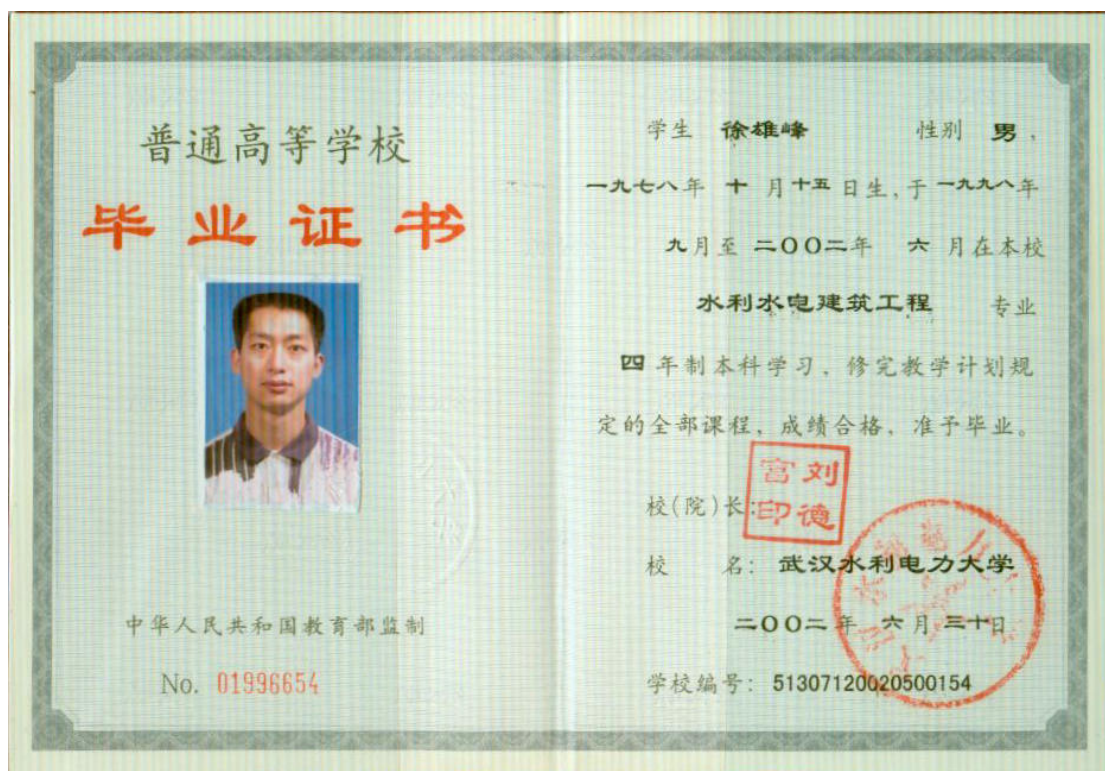 普通高等学校
毕业证书
中华人民共和国教育部监制
No. 01996654
学生 徐雄峰 性别 男，
一九七八年 十 月十五日生，于一九九八年
九月至 二〇〇二年 六 月在本校
水利水电建筑工程 专业
四 年制本科学习，修完教学计划规
定的全部课程，成绩合格，准予毕业。
校(院)长：
刘德宫印
校 名： 武汉水利电力大学
二〇〇二年 六月 三十日
学校编号： 51307120020500154